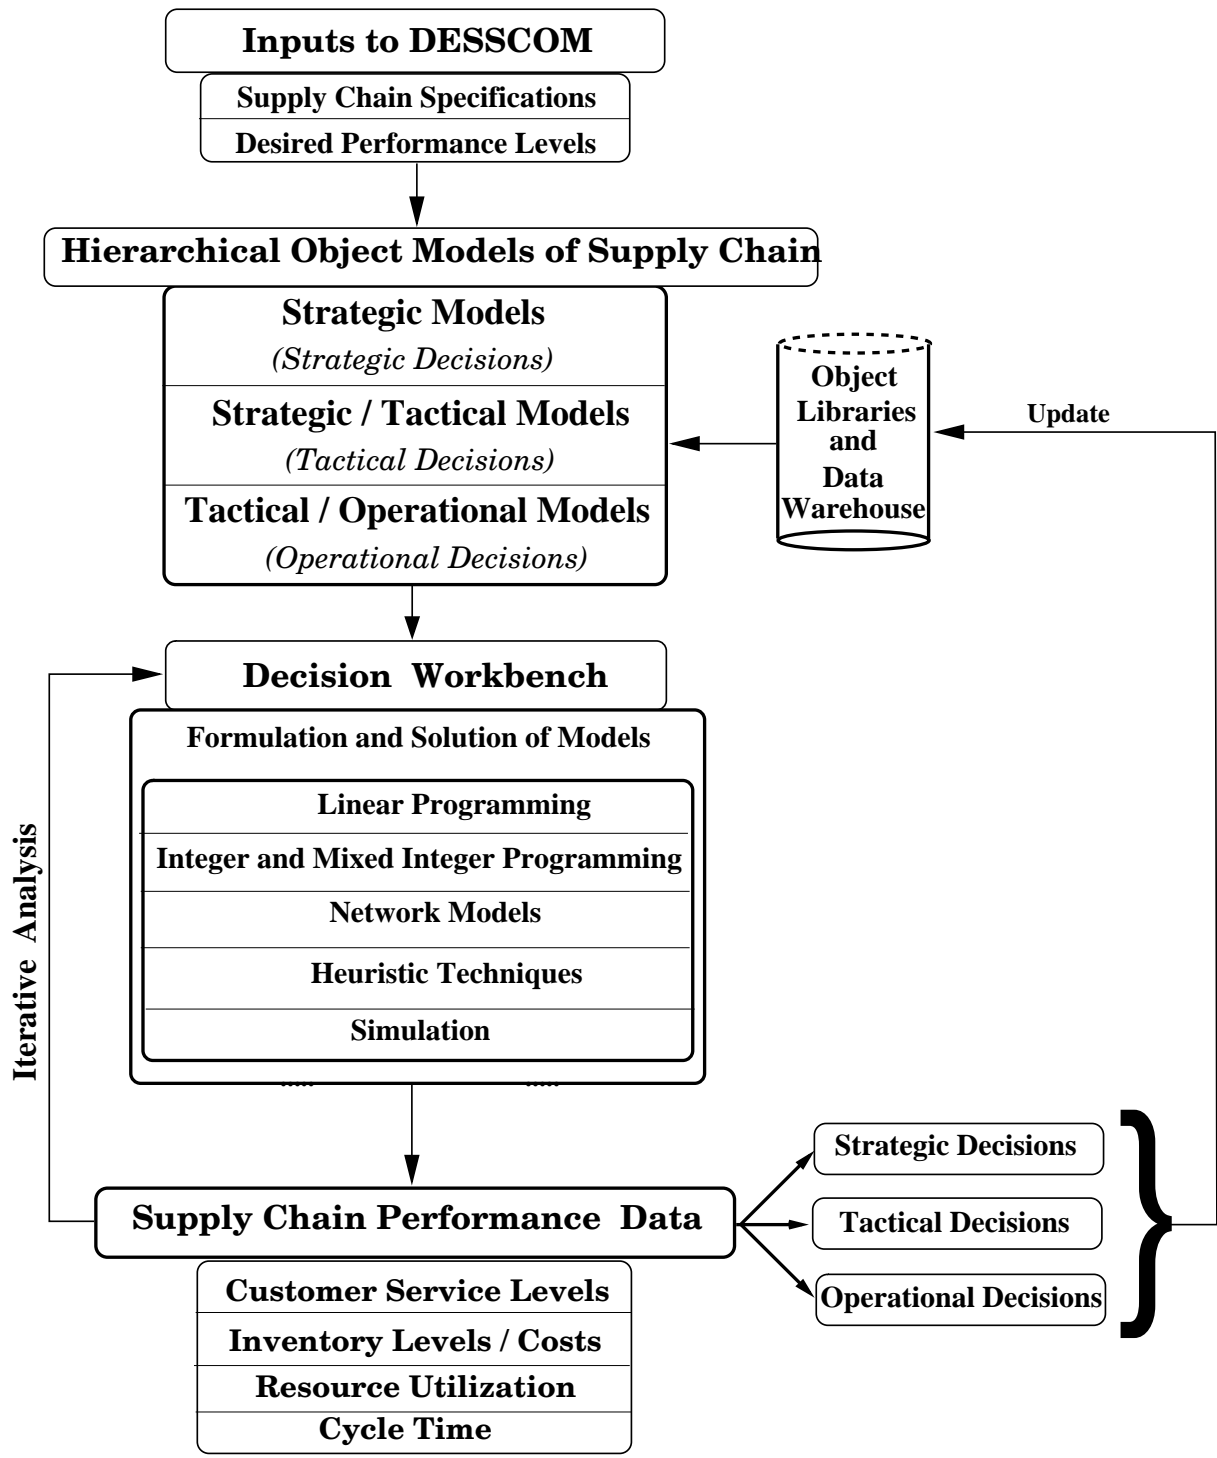 Inputs to DESSCOM
Supply Chain Specifications
Desired Performance Levels
Hierarchical Object Models of Supply Chain
Strategic Models
(Strategic Decisions)
Strategic / Tactical Models
(Tactical Decisions)
Tactical / Operational Models
(Operational Decisions)
Object
Libraries
and
Data
Warehouse
Update
Decision Workbench
Formulation and Solution of Models
Linear Programming
Integer and Mixed Integer Programming
Network Models
Heuristic Techniques
Simulation
..... .....
Iterative Analysis
Supply Chain Performance Data
Customer Service Levels
Inventory Levels / Costs
Resource Utilization
Cycle Time
Strategic Decisions
Tactical Decisions
Operational Decisions